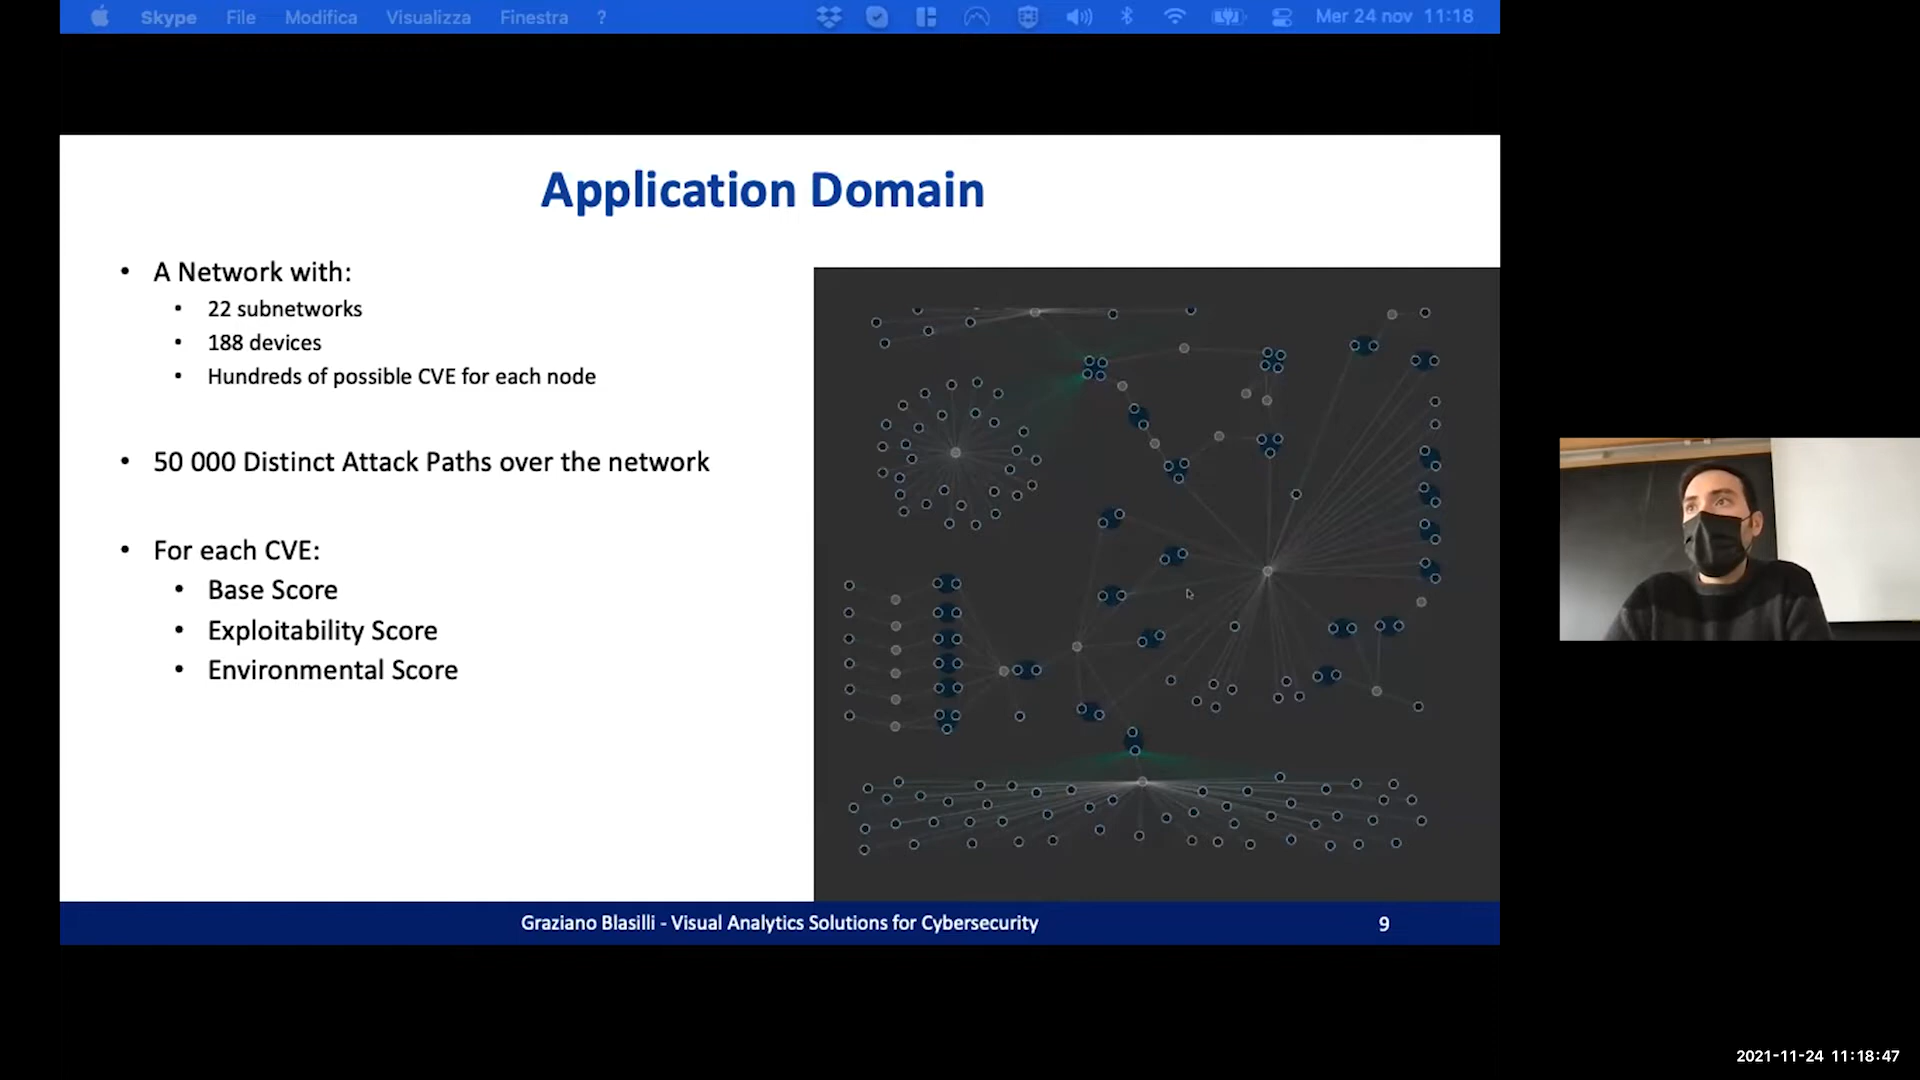 Skype File Modifica Visualizza Finestra ? Mer 24 nov 11:18
Application Domain
• A Network with:
• 22 subnetworks
• 188 devices
• Hundreds of possible CVE for each node
• 50 000 Distinct Attack Paths over the network
• For each CVE:
• Base Score
• Exploitability Score
• Environmental Score
Graziano Blasilli - Visual Analytics Solutions for Cybersecurity 9
2021-11-24 11:18:47